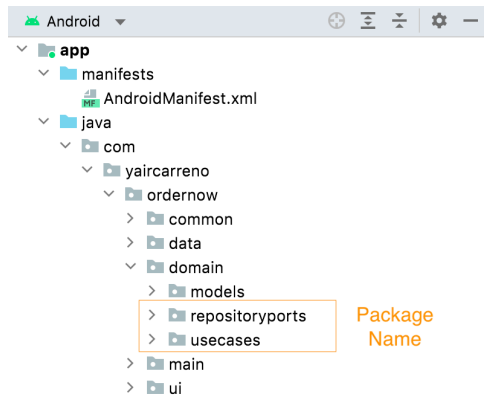 Android
app
manifests
MF AndroidManifest.xml
java
com
yaircarreno
ordernow
common
data
domain
models
repositoryports
usecases
Package
Name
main
ui